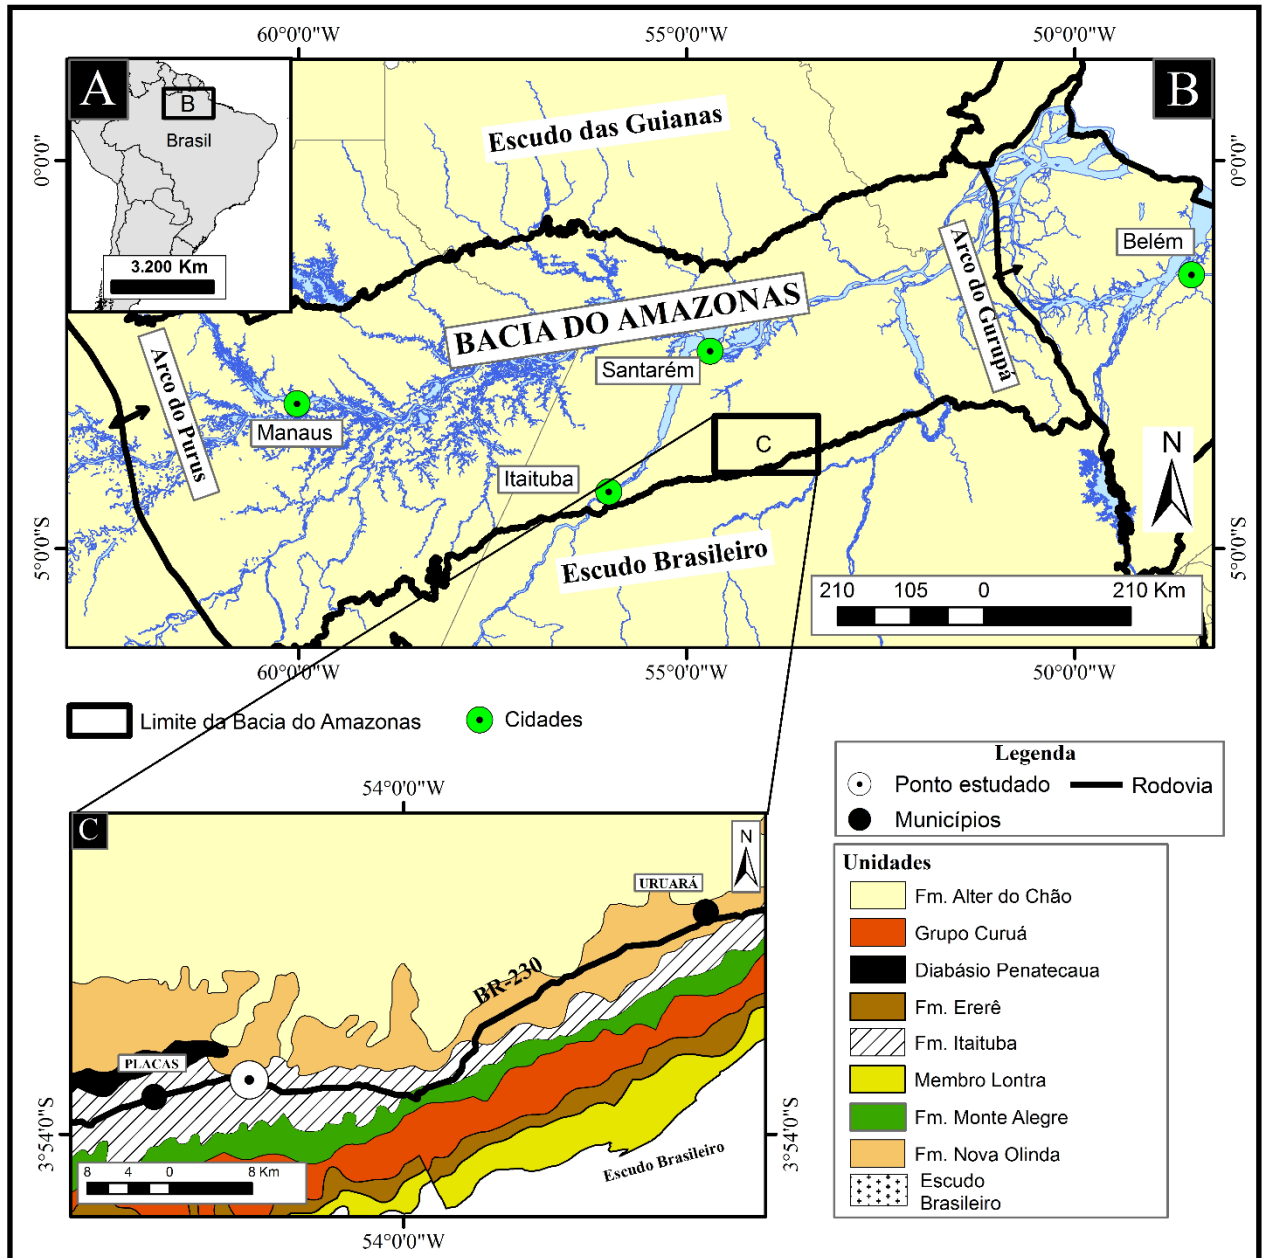 60°0'0"W
55°0'0"W
50°0'0"W
A
B
Brasil
3.200 Km
B
0°0'0"
0°0'0"
Escudo das Guianas
Belém
Arco do Gurupá
BACIA DO AMAZONAS
Santarém
Arco do Purus
Manaus
C
Itaituba
N
Escudo Brasileiro
5°0'0"S
5°0'0"S
210 105 0 210 Km
60°0'0"W
55°0'0"W
50°0'0"W
Limite da Bacia do Amazonas
Cidades
Legenda
Ponto estudado
Rodovia
Municípios
54°0'0"W
C
N
URUARÁ
BR-230
PLACAS
3°54'0"S
3°54'0"S
8 4 0 8 Km
Escudo Brasileiro
54°0'0"W
Unidades
Fm. Alter do Chão
Grupo Curuá
Diabásio Penatecaua
Fm. Ererê
Fm. Itaituba
Membro Lontra
Fm. Monte Alegre
Fm. Nova Olinda
Escudo
Brasileiro